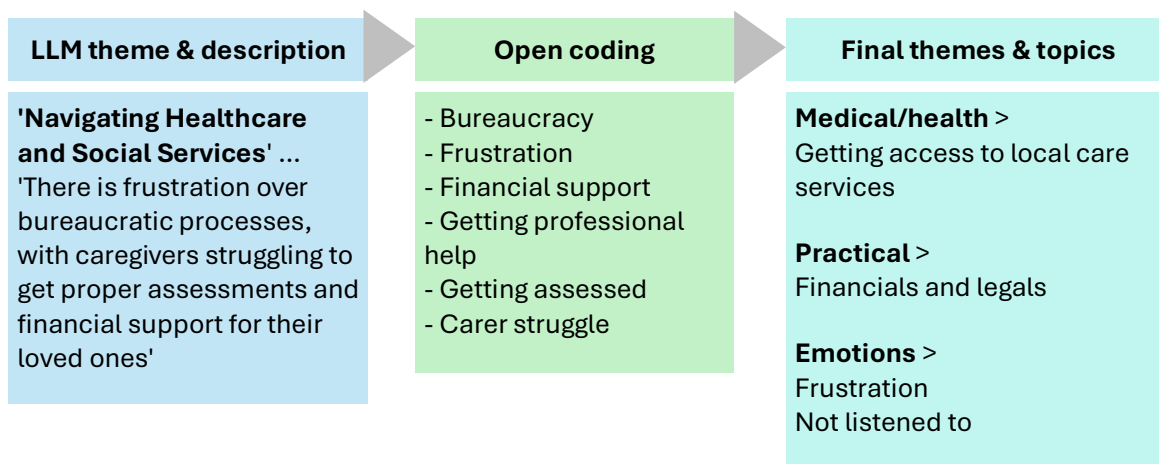 LLM theme & description
'Navigating Healthcare
and Social Services' ...
'There is frustration over
bureaucratic processes,
with caregivers struggling to
get proper assessments and
financial support for their
loved ones'
Open coding
- Bureaucracy
- Frustration
- Financial support
- Getting professional
help
- Getting assessed
- Carer struggle
Final themes & topics
Medical/health >
Getting access to local care
services
Practical >
Financials and legals
Emotions >
Frustration
Not listened to